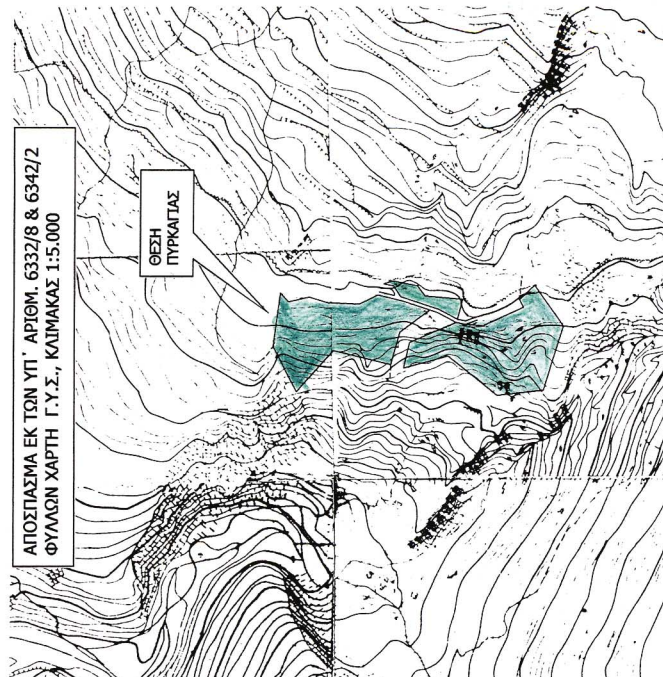 ΑΠΟΣΠΑΣΜΑ ΕΚ ΤΩΝ ΥΠ' ΑΡΙΘΜ. 6332/8 & 6342/2
ΦΥΛΛΩΝ ΧΑΡΤΗ Γ.Υ.Σ., ΚΛΙΜΑΚΑΣ 1:5.000
ΘΕΣΗ
ΠΥΡΚΑΓΙΑΣ